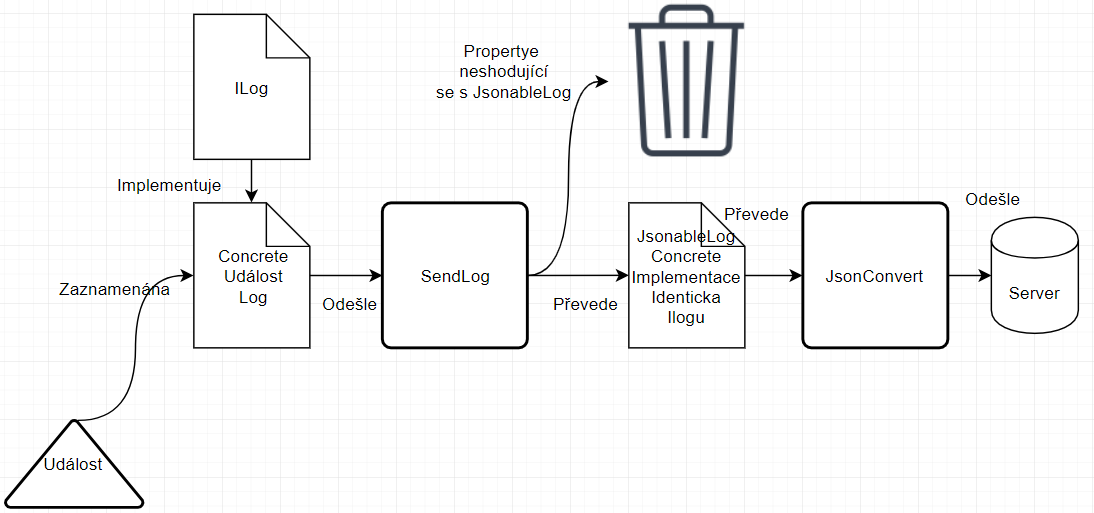 ILog
Propertye
neshodující
se s JsonableLog
Implementuje
Zaznamenána
Concrete
Událost
Log
Odešle
SendLog
Převede
JsonableLog
Concrete
Implementace
Identicka
Ilogu
Převede
JsonConvert
Odešle
Server
Událost